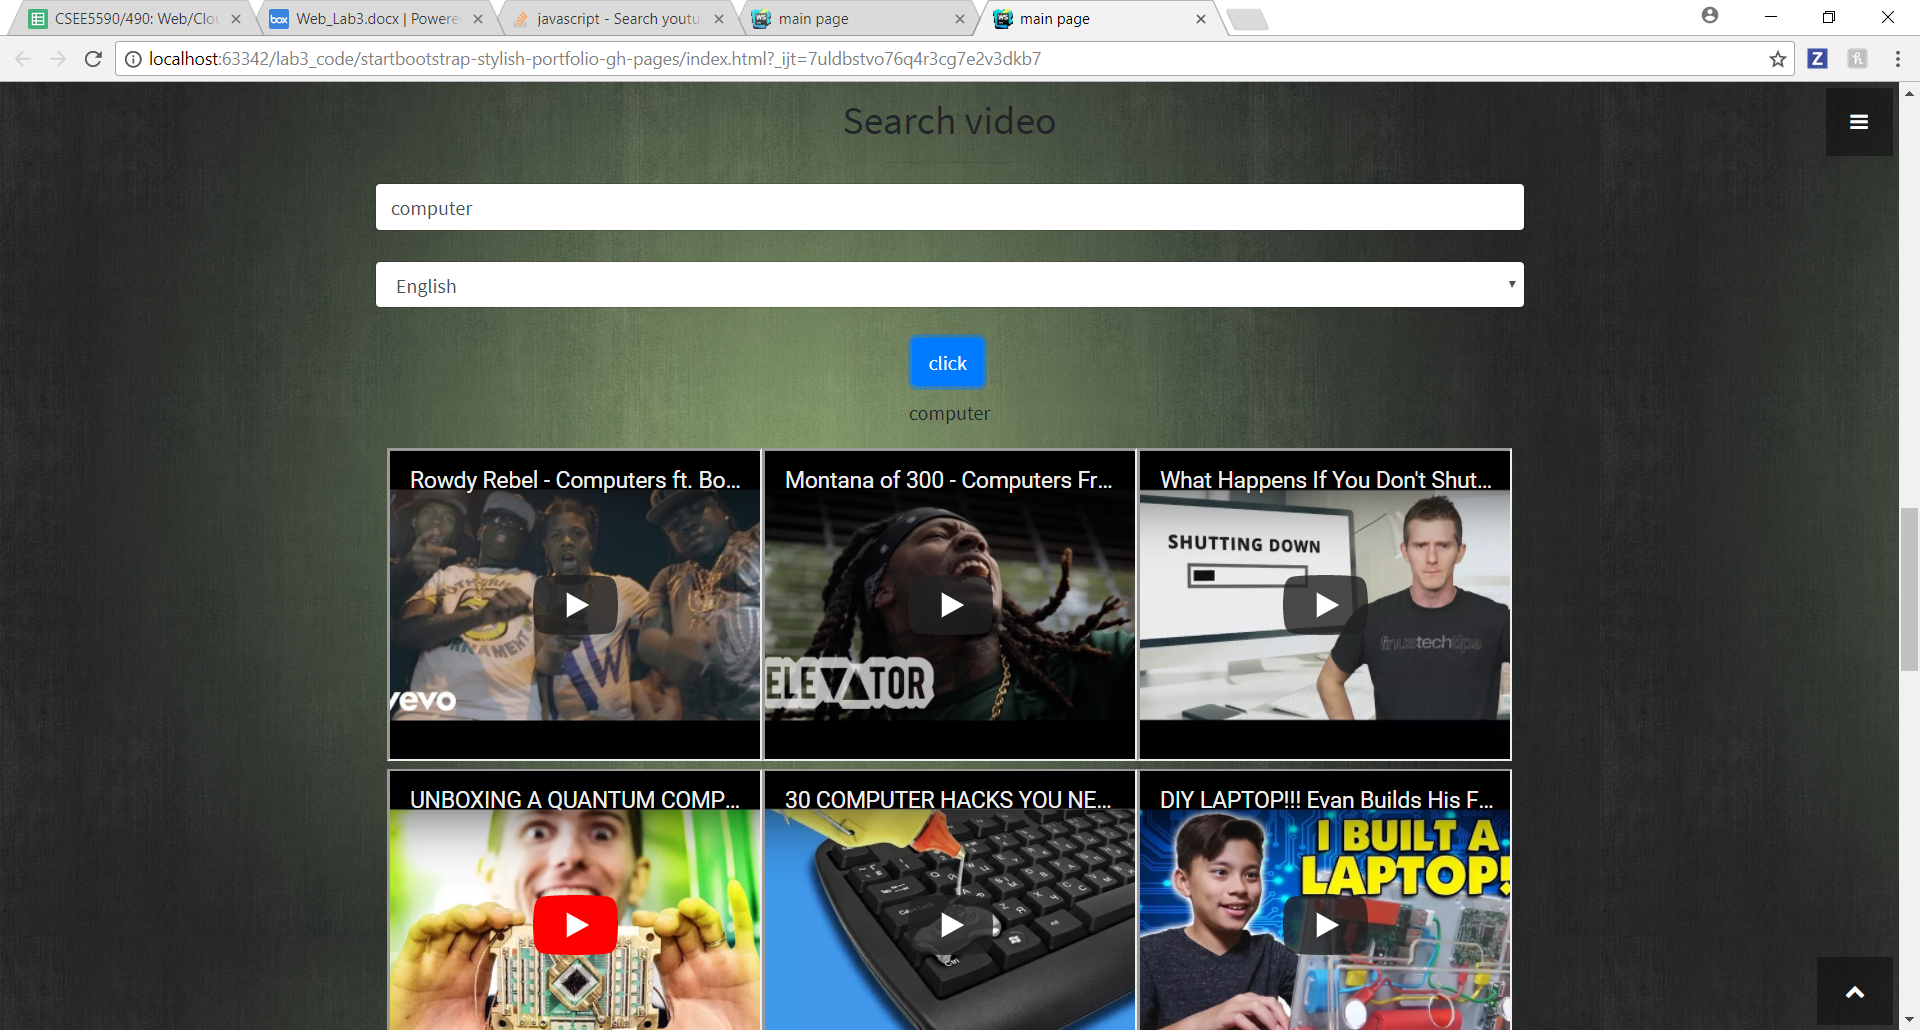 CSEE5590/490: Web/Clou
box Web_Lab3.docx | Powere
javascript - Search youtu
main page
main page
localhost:63342/lab3_code/startbootstrap-stylish-portfolio-gh-pages/index.html?_ijt=7uldbstvo76q4r3cg7e2v3dkb7
Z
Search video
computer
English
click
computer
Rowdy Rebel - Computers ft. Bo...
Montana of 300 - Computers Fr...
What Happens If You Don't Shut...
SHUTTING DOWN
linustechtips
vevo
ELEVATOR
UNBOXING A QUANTUM COMP...
30 COMPUTER HACKS YOU NE...
DIY LAPTOP!!! Evan Builds His F...
I BUILT A
LAPTOP!
Ctrl